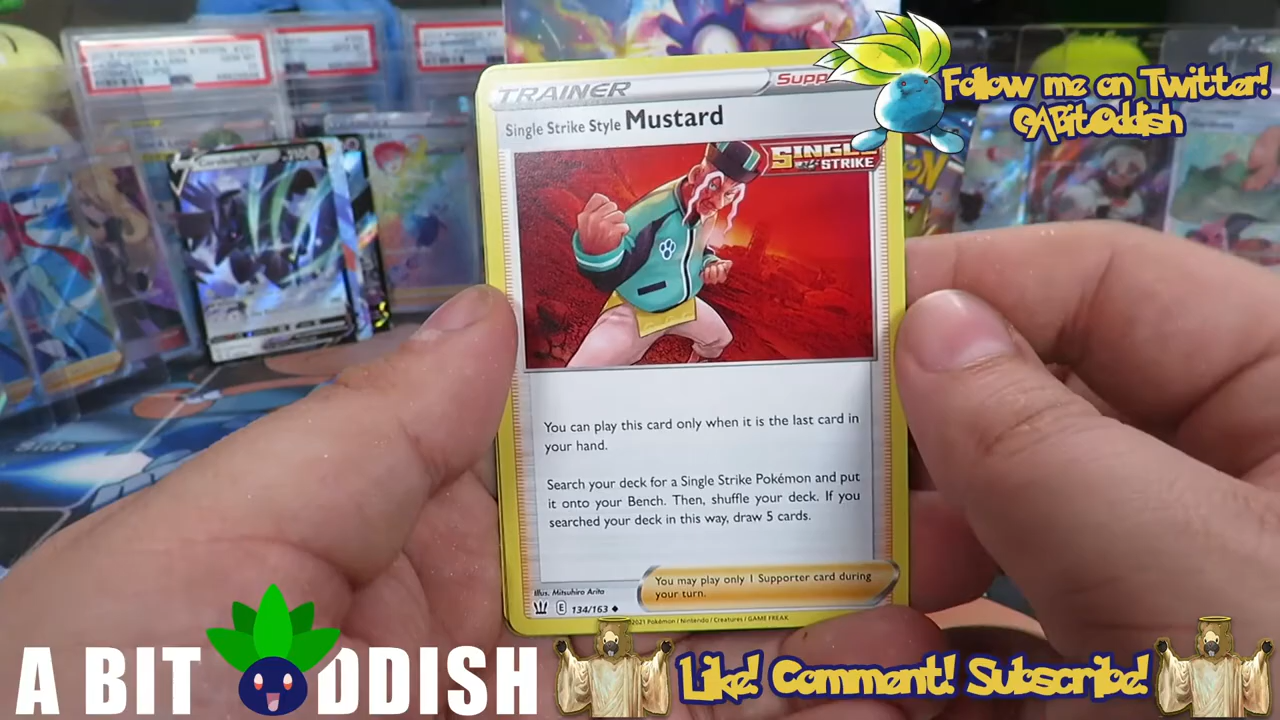 TRAINER
Supp
Single Strike Style Mustard
SINGLE
STRIKE
You can play this card only when it is the last card in
your hand.
Search your deck for a Single Strike Pokémon and put
it onto your Bench. Then, shuffle your deck. If you
searched your deck in this way, draw 5 cards.
You may play only 1 Supporter card during
your turn.
Illus. Mitsuhiro Arita
E 134/163
©2021 Pokémon / Nintendo / Creatures / GAME FREAK
Follow me on Twitter!
@ABitOddish
A BIT ODDISH
Like! Comment! Subscribe!